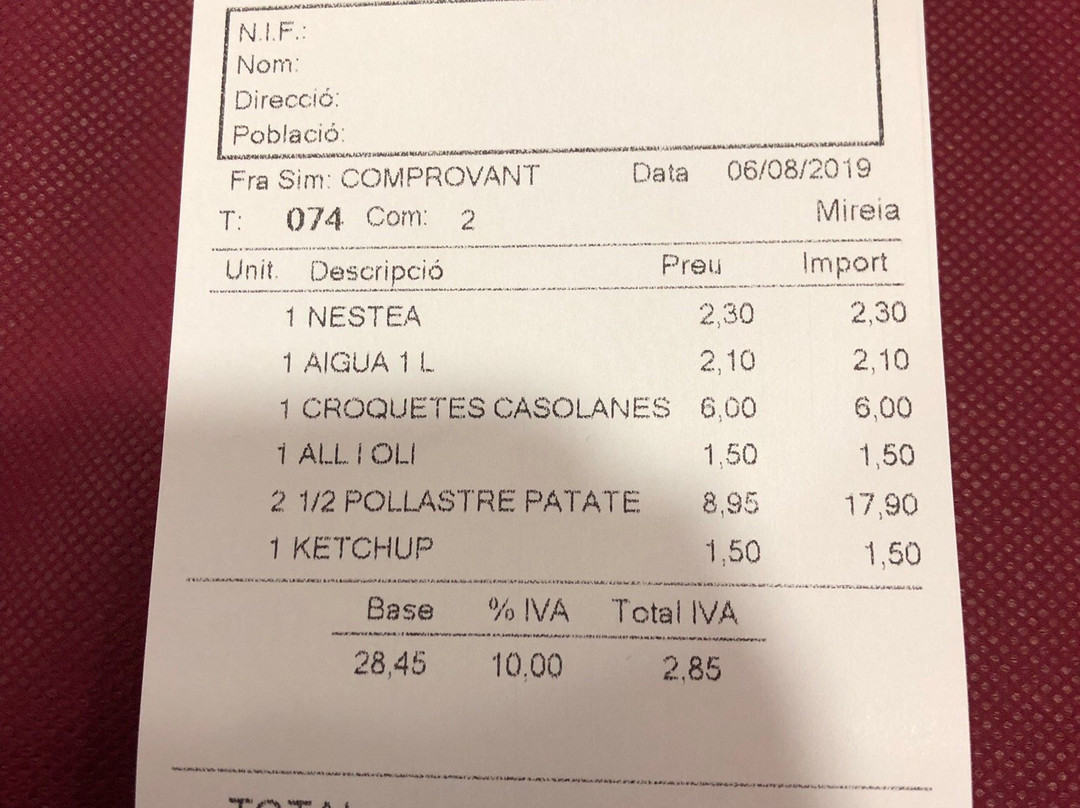 N.I.F.:
Nom:
Direcció:
Població:
Fra Sim: COMPROVANT Data 06/08/2019
T: 074 Com: 2 Mireia
Unit. Descripció Preu Import
1 NESTEA 2,30 2,30
1 AIGUA 1 L 2,10 2,10
1 CROQUETES CASOLANES 6,00 6,00
1 ALL I OLI 1,50 1,50
2 1/2 POLLASTRE PATATE 8,95 17,90
1 KETCHUP 1,50 1,50
Base % IVA Total IVA
28,45 10,00 2,85
TOTAL